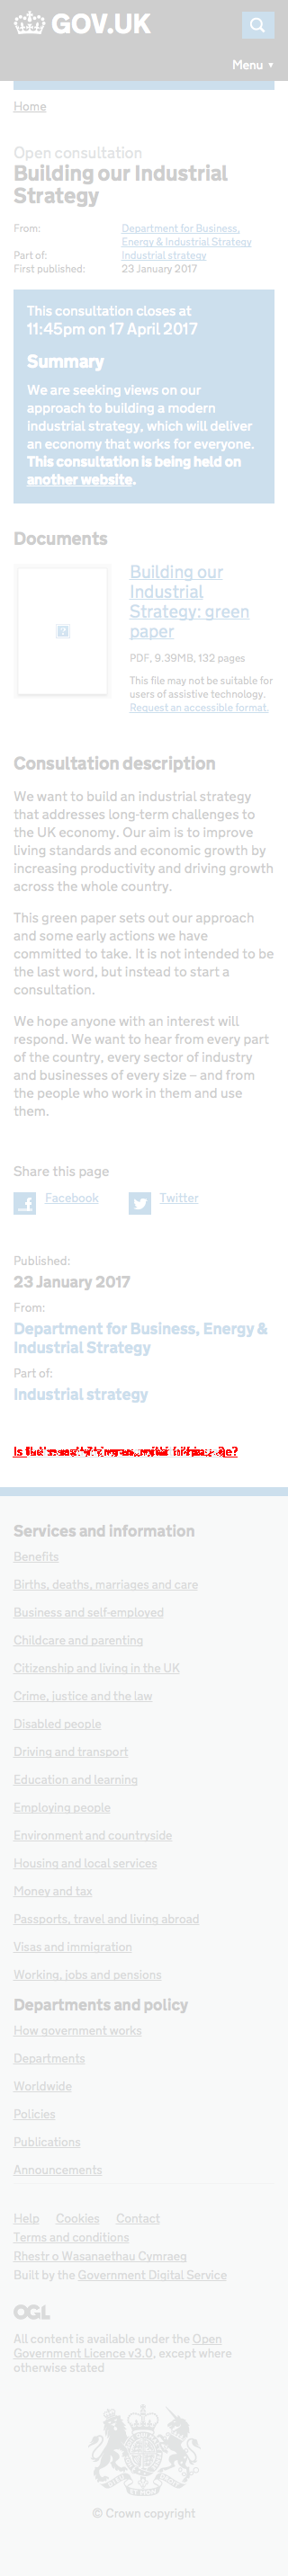 GOV.UK
Menu ▼
Home
Open consultation
Building our Industrial
Strategy
From: Department for Business,
Energy & Industrial Strategy
Part of: Industrial strategy
First published: 23 January 2017
This consultation closes at
11:45pm on 17 April 2017
Summary
We are seeking views on our
approach to building a modern
industrial strategy, which will deliver
an economy that works for everyone.
This consultation is being held on
another website.
Documents
Building our
Industrial
Strategy: green
paper
PDF, 9.39MB, 132 pages
This file may not be suitable for
users of assistive technology.
Request an accessible format.
Consultation description
We want to build an industrial strategy
that addresses long-term challenges to
the UK economy. Our aim is to improve
living standards and economic growth by
increasing productivity and driving growth
across the whole country.
This green paper sets out our approach
and some early actions we have
committed to take. It is not intended to be
the last word, but instead to start a
consultation.
We hope anyone with an interest will
respond. We want to hear from every part
of the country, every sector of industry
and businesses of every size – and from
the people who work in them and use
them.
Share this page
Facebook Twitter
Published:
23 January 2017
From:
Department for Business, Energy &
Industrial Strategy
Part of:
Industrial strategy
Services and information
Benefits
Births, deaths, marriages and care
Business and self-employed
Childcare and parenting
Citizenship and living in the UK
Crime, justice and the law
Disabled people
Driving and transport
Education and learning
Employing people
Environment and countryside
Housing and local services
Money and tax
Passports, travel and living abroad
Visas and immigration
Working, jobs and pensions
Departments and policy
How government works
Departments
Worldwide
Policies
Publications
Announcements
Help Cookies Contact
Terms and conditions
Rhestr o Wasanaethau Cymraeg
Built by the Government Digital Service
OGL
All content is available under the Open
Government Licence v3.0, except where
otherwise stated
© Crown copyright